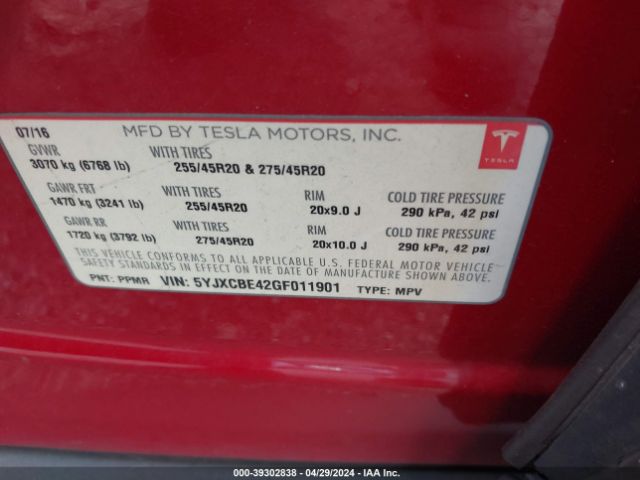 07/16 MFD BY TESLA MOTORS, INC.
GVWR WITH TIRES
3070 kg (6768 lb) 255/45R20 & 275/45R20
GAWR FRT WITH TIRES RIM COLD TIRE PRESSURE
1470 kg (3241 lb) 255/45R20 20x9.0 J 290 kPa, 42 psi
GAWR RR WITH TIRES RIM COLD TIRE PRESSURE
1720 kg (3792 lb) 275/45R20 20x10.0 J 290 kPa, 42 psi
THIS VEHICLE CONFORMS TO ALL APPLICABLE U.S. FEDERAL MOTOR VEHICLE
SAFETY STANDARDS IN EFFECT ON THE DATE OF MANUFACTURE SHOWN ABOVE.
PNT: PPMR VIN: 5YJXCBE42GF011901 TYPE: MPV
TESLA
000-39302838 - 04/29/2024 - IAA Inc.